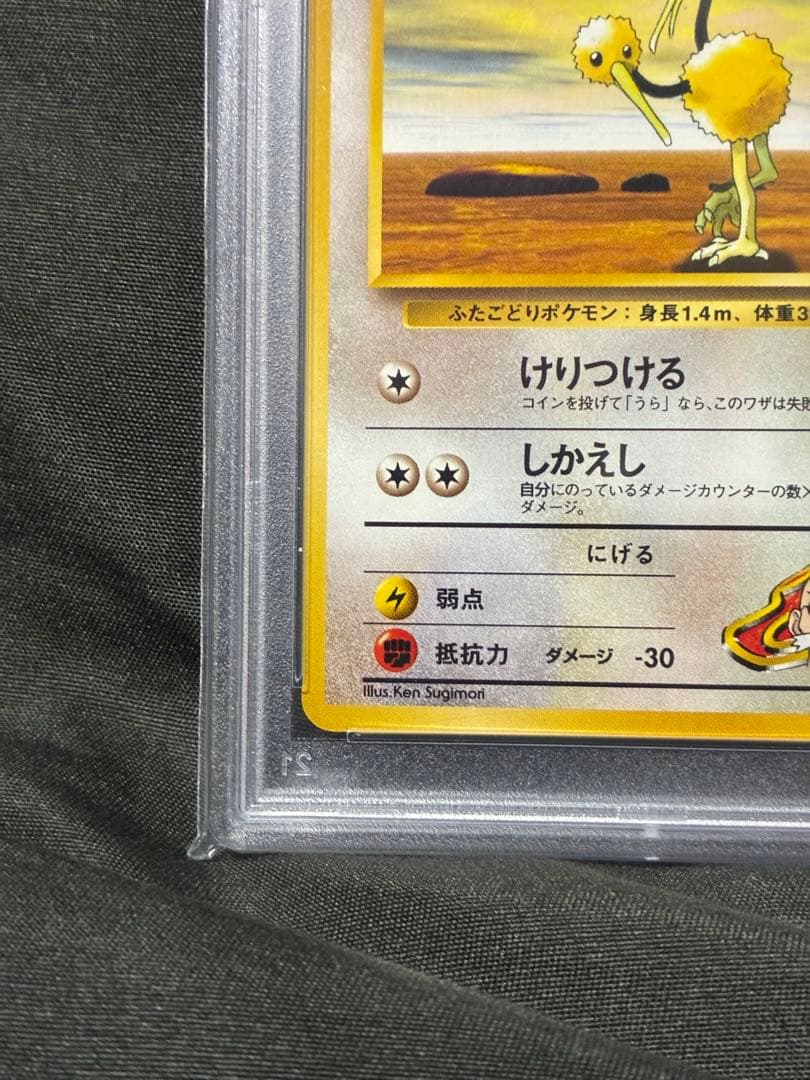 ふたごどりポケモン：身長1.4m、体重3
けりつける
コインを投げて「うら」なら、このワザは失敗
しかえし
自分にのっているダメージカウンターの数×
ダメージ。
にげる
弱点
抵抗力 ダメージ -30
Illus.Ken Sugimori
21